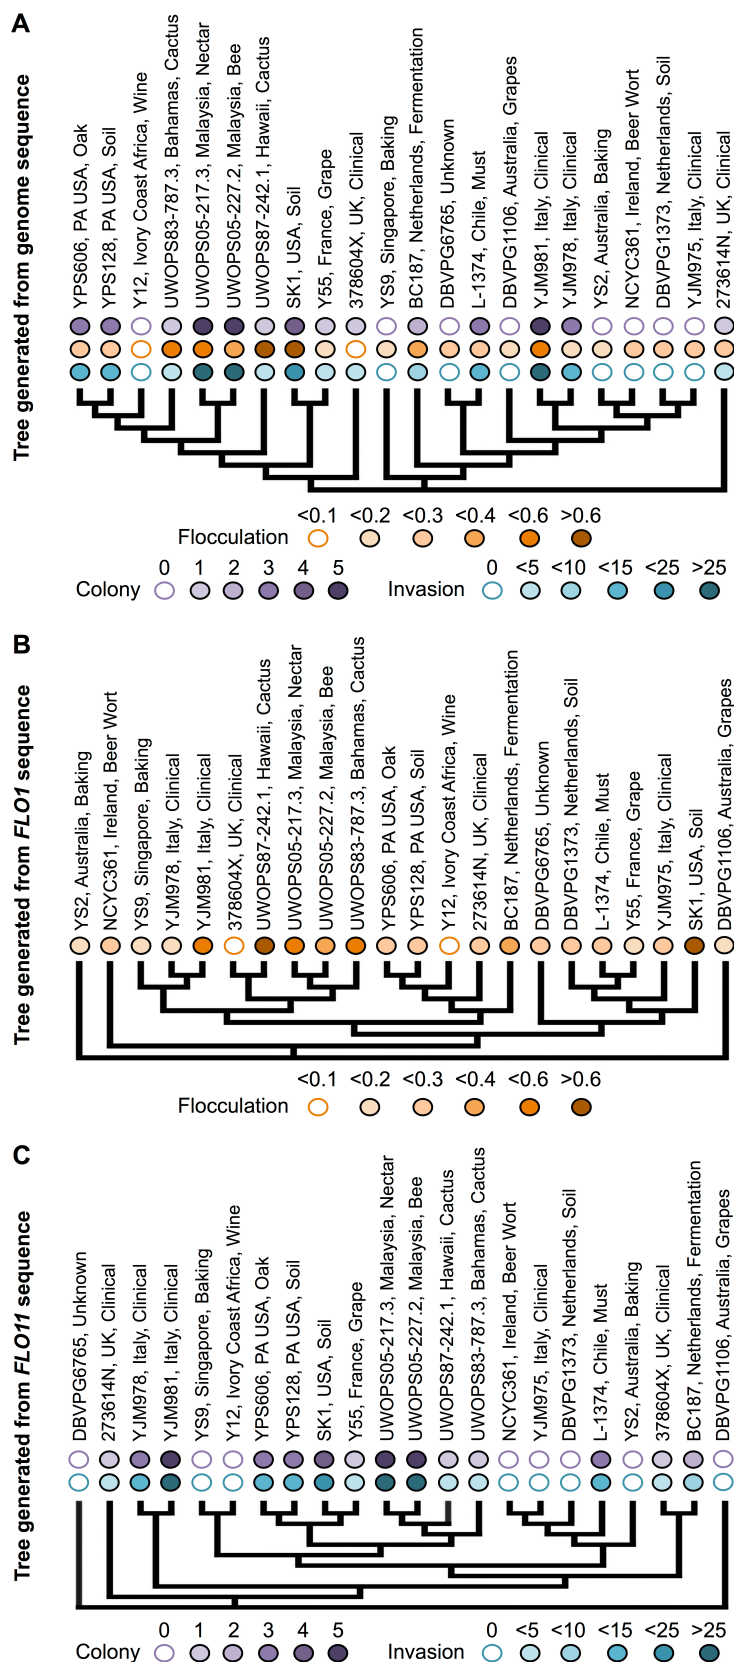 A
Tree generated from genome sequence
YPS606, PA USA, Oak
YPS128, PA USA, Soil
Y12, Ivory Coast Africa, Wine
UWOPS83-787.3, Bahamas, Cactus
UWOPS05-217.3, Malaysia, Nectar
UWOPS05-227.2, Malaysia, Bee
UWOPS87-242.1, Hawaii, Cactus
SK1, USA, Soil
Y55, France, Grape
378604X, UK, Clinical
YS9, Singapore, Baking
BC187, Netherlands, Fermentation
DBVPG6765, Unknown
L-1374, Chile, Must
DBVPG1106, Australia, Grapes
YJM981, Italy, Clinical
YJM978, Italy, Clinical
YS2, Australia, Baking
NCYC361, Ireland, Beer Wort
DBVPG1373, Netherlands, Soil
YJM975, Italy, Clinical
273614N, UK, Clinical
<0.1 <0.2 <0.3 <0.4 <0.6 >0.6
Flocculation
0 1 2 3 4 5 0 <5 <10 <15 <25 >25
Colony Invasion
B
Tree generated from FLO1 sequence
YS2, Australia, Baking
NCYC361, Ireland, Beer Wort
YS9, Singapore, Baking
YJM978, Italy, Clinical
YJM981, Italy, Clinical
378604X, UK, Clinical
UWOPS87-242.1, Hawaii, Cactus
UWOPS05-217.3, Malaysia, Nectar
UWOPS05-227.2, Malaysia, Bee
UWOPS83-787.3, Bahamas, Cactus
YPS606, PA USA, Oak
YPS128, PA USA, Soil
Y12, Ivory Coast Africa, Wine
273614N, UK, Clinical
BC187, Netherlands, Fermentation
DBVPG6765, Unknown
DBVPG1373, Netherlands, Soil
L-1374, Chile, Must
Y55, France, Grape
YJM975, Italy, Clinical
SK1, USA, Soil
DBVPG1106, Australia, Grapes
<0.1 <0.2 <0.3 <0.4 <0.6 >0.6
Flocculation
C
Tree generated from FLO11 sequence
DBVPG6765, Unknown
273614N, UK, Clinical
YJM978, Italy, Clinical
YJM981, Italy, Clinical
YS9, Singapore, Baking
Y12, Ivory Coast Africa, Wine
YPS606, PA USA, Oak
YPS128, PA USA, Soil
SK1, USA, Soil
Y55, France, Grape
UWOPS05-217.3, Malaysia, Nectar
UWOPS05-227.2, Malaysia, Bee
UWOPS87-242.1, Hawaii, Cactus
UWOPS83-787.3, Bahamas, Cactus
NCYC361, Ireland, Beer Wort
YJM975, Italy, Clinical
DBVPG1373, Netherlands, Soil
L-1374, Chile, Must
YS2, Australia, Baking
378604X, UK, Clinical
BC187, Netherlands, Fermentation
DBVPG1106, Australia, Grapes
0 1 2 3 4 5 0 <5 <10 <15 <25 >25
Colony Invasion